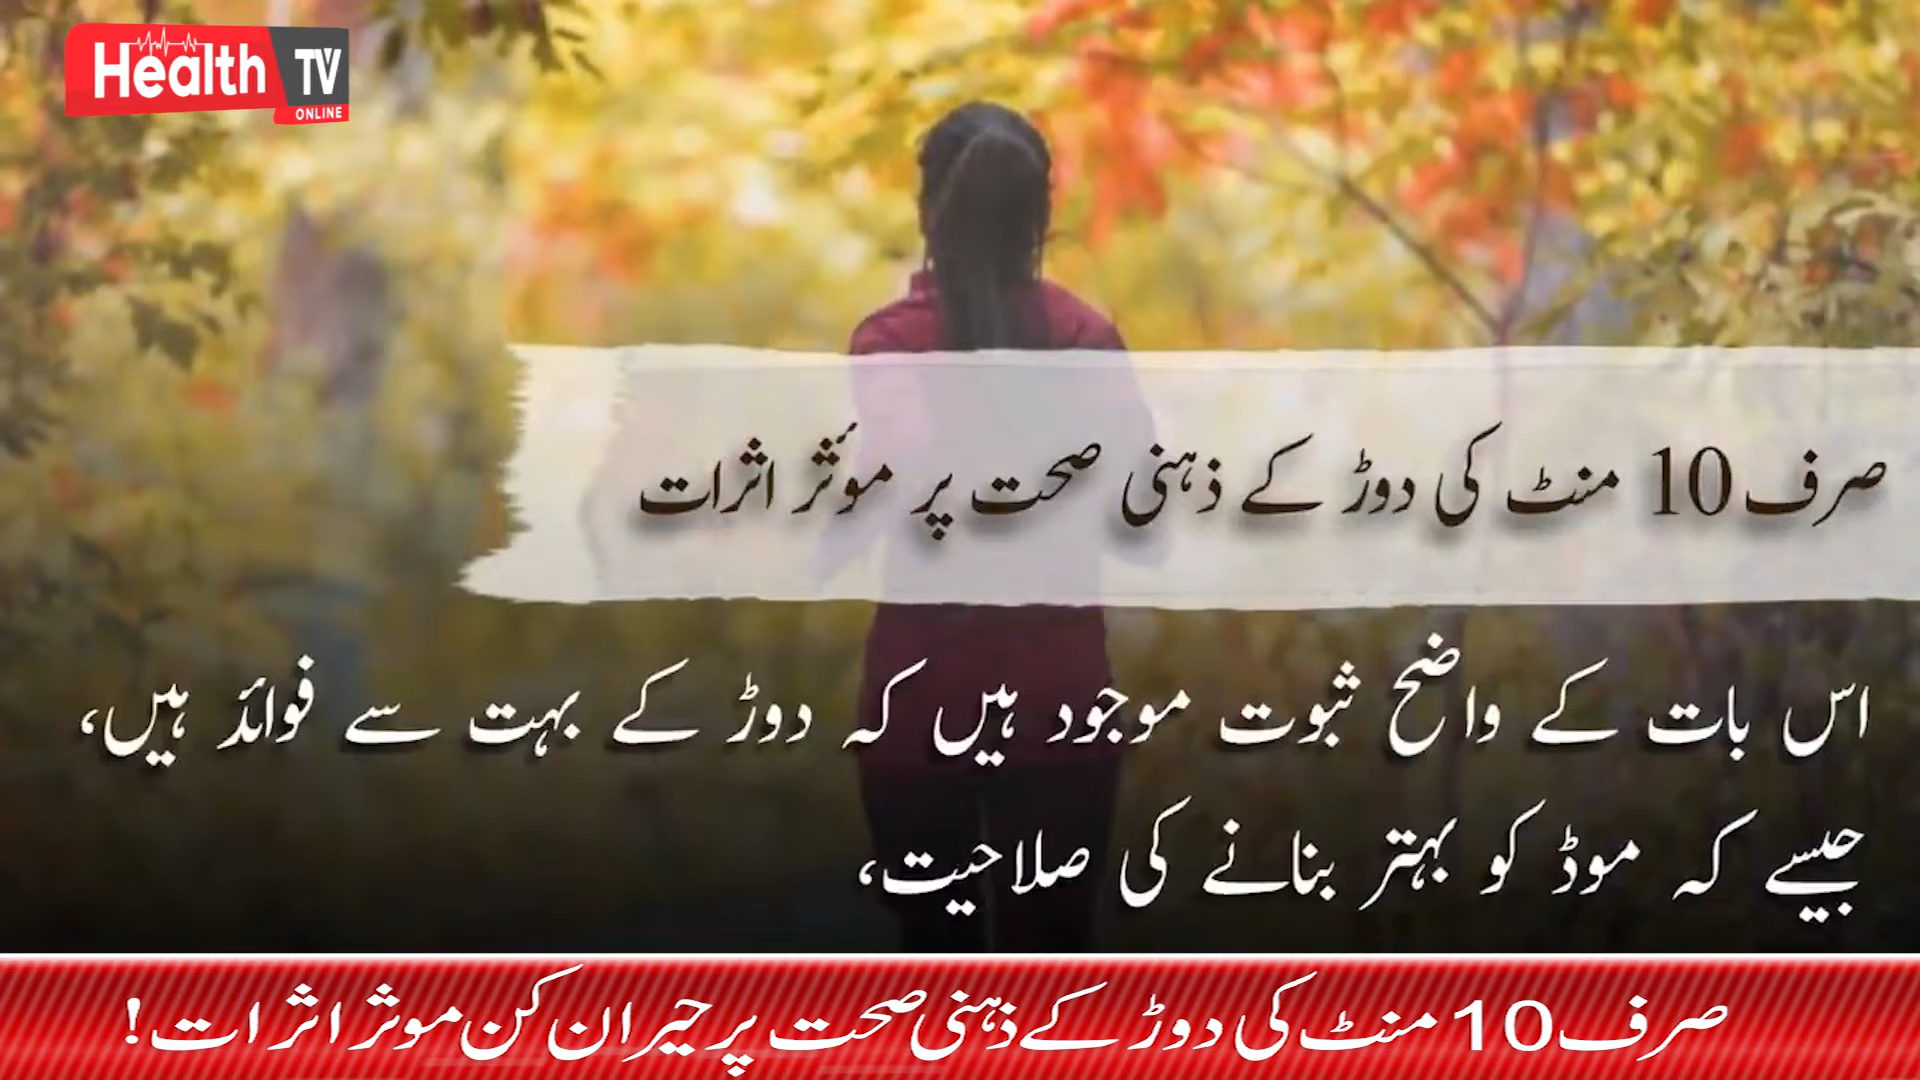 Health TV
ONLINE
صرف 10 منٹ کی دوڑ کے ذہنی صحت پر مؤثر اثرات
اس بات کے واضح ثبوت موجود ہیں کہ دوڑ کے بہت سے فوائد ہیں،
جیسے کہ موڈ کو بہتر بنانے کی صلاحیت،
صرف 10 منٹ کی دوڑ کے ذہنی صحت پر حیران کن موثر اثرات!